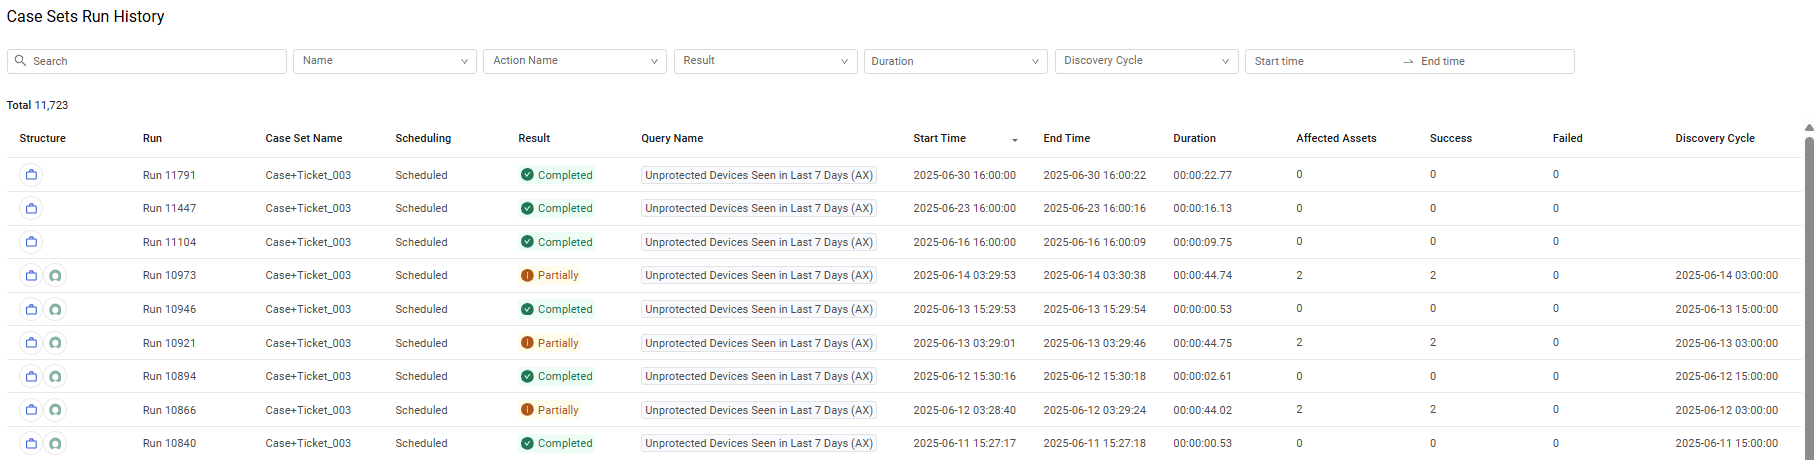 Case Sets Run History
Search Name Action Name Result Duration Discovery Cycle Start time → End time
Total 11,723
Structure Run Case Set Name Scheduling Result Query Name Start Time End Time Duration Affected Assets Success Failed Discovery Cycle
Run 11791 Case+Ticket_003 Scheduled Completed Unprotected Devices Seen in Last 7 Days (AX) 2025-06-30 16:00:00 2025-06-30 16:00:22 00:00:22.77 0 0 0
Run 11447 Case+Ticket_003 Scheduled Completed Unprotected Devices Seen in Last 7 Days (AX) 2025-06-23 16:00:00 2025-06-23 16:00:16 00:00:16.13 0 0 0
Run 11104 Case+Ticket_003 Scheduled Completed Unprotected Devices Seen in Last 7 Days (AX) 2025-06-16 16:00:00 2025-06-16 16:00:09 00:00:09.75 0 0 0
Run 10973 Case+Ticket_003 Scheduled Partially Unprotected Devices Seen in Last 7 Days (AX) 2025-06-14 03:29:53 2025-06-14 03:30:38 00:00:44.74 2 2 0 2025-06-14 03:00:00
Run 10946 Case+Ticket_003 Scheduled Completed Unprotected Devices Seen in Last 7 Days (AX) 2025-06-13 15:29:53 2025-06-13 15:29:54 00:00:00.53 0 0 0 2025-06-13 15:00:00
Run 10921 Case+Ticket_003 Scheduled Partially Unprotected Devices Seen in Last 7 Days (AX) 2025-06-13 03:29:01 2025-06-13 03:29:46 00:00:44.75 2 2 0 2025-06-13 03:00:00
Run 10894 Case+Ticket_003 Scheduled Completed Unprotected Devices Seen in Last 7 Days (AX) 2025-06-12 15:30:16 2025-06-12 15:30:18 00:00:02.61 0 0 0 2025-06-12 15:00:00
Run 10866 Case+Ticket_003 Scheduled Partially Unprotected Devices Seen in Last 7 Days (AX) 2025-06-12 03:28:40 2025-06-12 03:29:24 00:00:44.02 2 2 0 2025-06-12 03:00:00
Run 10840 Case+Ticket_003 Scheduled Completed Unprotected Devices Seen in Last 7 Days (AX) 2025-06-11 15:27:17 2025-06-11 15:27:18 00:00:00.53 0 0 0 2025-06-11 15:00:00